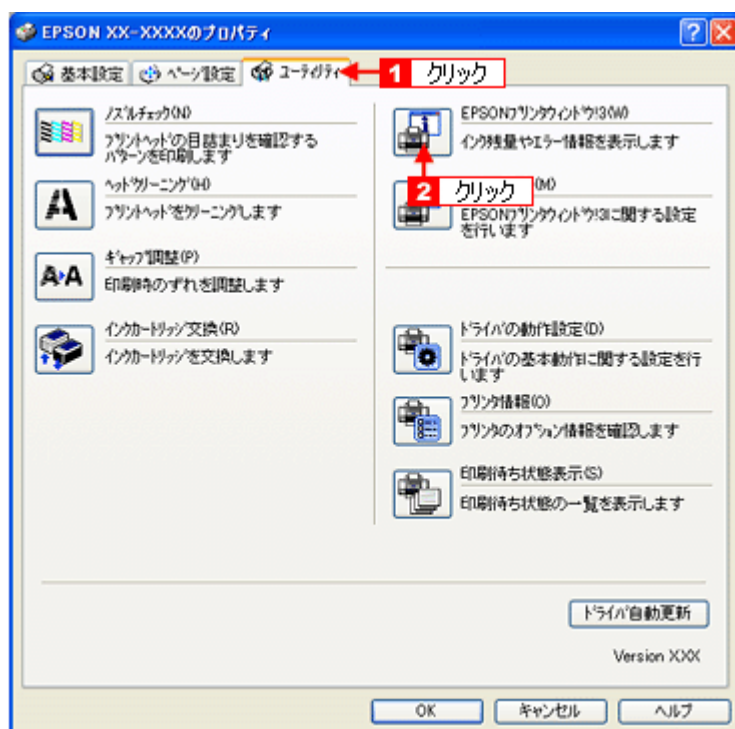 EPSON XX-XXXXのプロパティ
基本設定 ページ設定 ユーティリティ
1 クリック
ノズルチェック(N)
プリントヘッドの目詰まりを確認する
パターンを印刷します
ヘッドクリーニング(H)
プリントヘッドをクリーニングします
ギャップ調整(P)
印刷時のずれを調整します
インクカートリッジ交換(R)
インクカートリッジを交換します
EPSONプリンタウィンドウ!3(W)
インク残量やエラー情報を表示します
2 クリック
(M)
EPSONプリンタウィンドウ!3に関する設定
を行います
ドライバの動作設定(D)
ドライバの基本動作に関する設定を行
います
プリンタ情報(O)
プリンタのオプション情報を確認します
印刷待ち状態表示(S)
印刷待ち状態の一覧を表示します
ドライバ自動更新
Version XXX
OK キャンセル ヘルプ